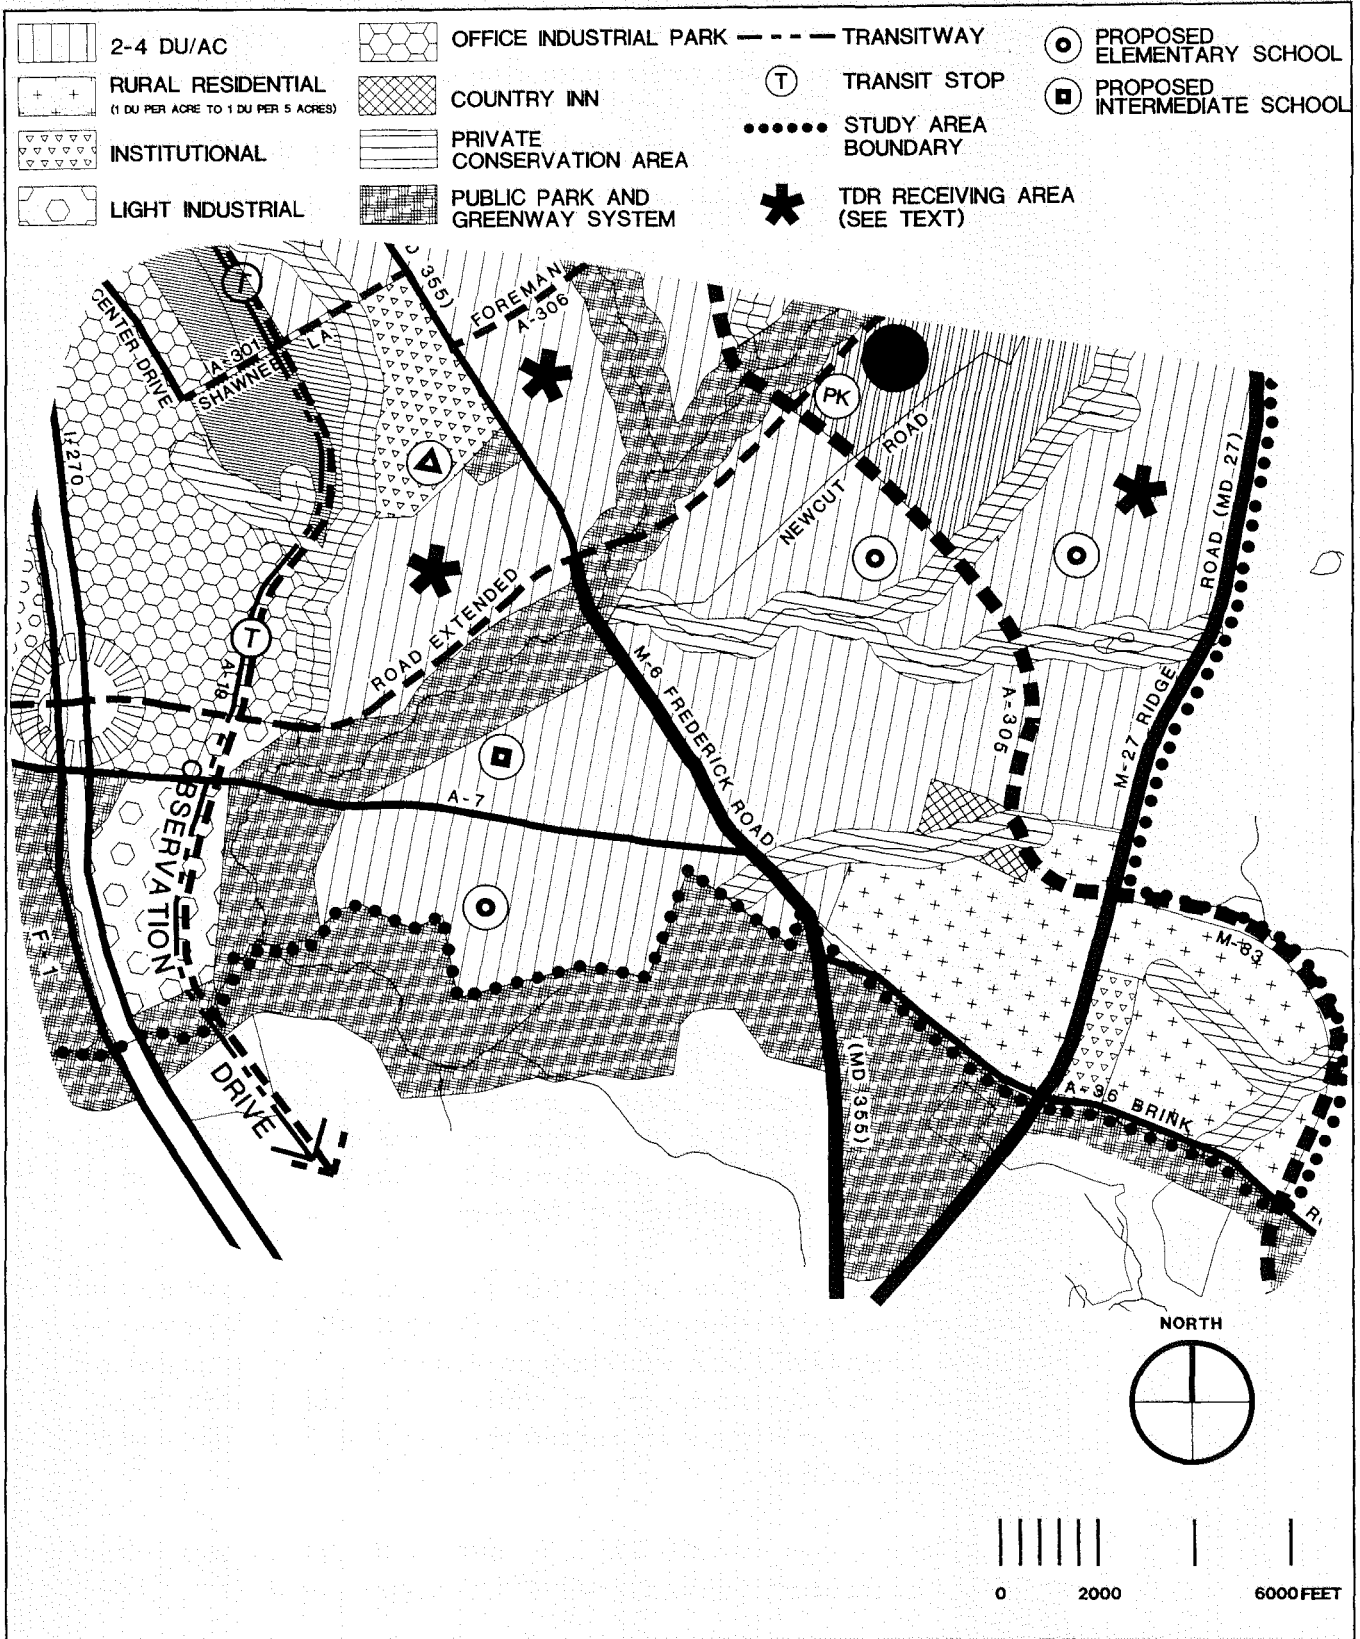 2-4 DU/AC
RURAL RESIDENTIAL
(1 DU PER ACRE TO 1 DU PER 5 ACRES)
INSTITUTIONAL
LIGHT INDUSTRIAL
OFFICE INDUSTRIAL PARK
COUNTRY INN
PRIVATE
CONSERVATION AREA
PUBLIC PARK AND
GREENWAY SYSTEM
TRANSITWAY
T
TRANSIT STOP
STUDY AREA
BOUNDARY
TDR RECEIVING AREA
(SEE TEXT)
PROPOSED
ELEMENTARY SCHOOL
PROPOSED
INTERMEDIATE SCHOOL
CENTER DRIVE
T
A-301
SHAWNEE LA.
355)
FOREMAN
A-306
PK
NEWCUT ROAD
ROAD (MD 27)
I-270
T
A-19
ROAD EXTENDED
M-6 FREDERICK ROAD
A-305
M-27 RIDGE
A-7
OBSERVATION
DRIVE
F-1
M-83
(MD 355)
A-36 BRINK
NORTH
0
2000
6000 FEET